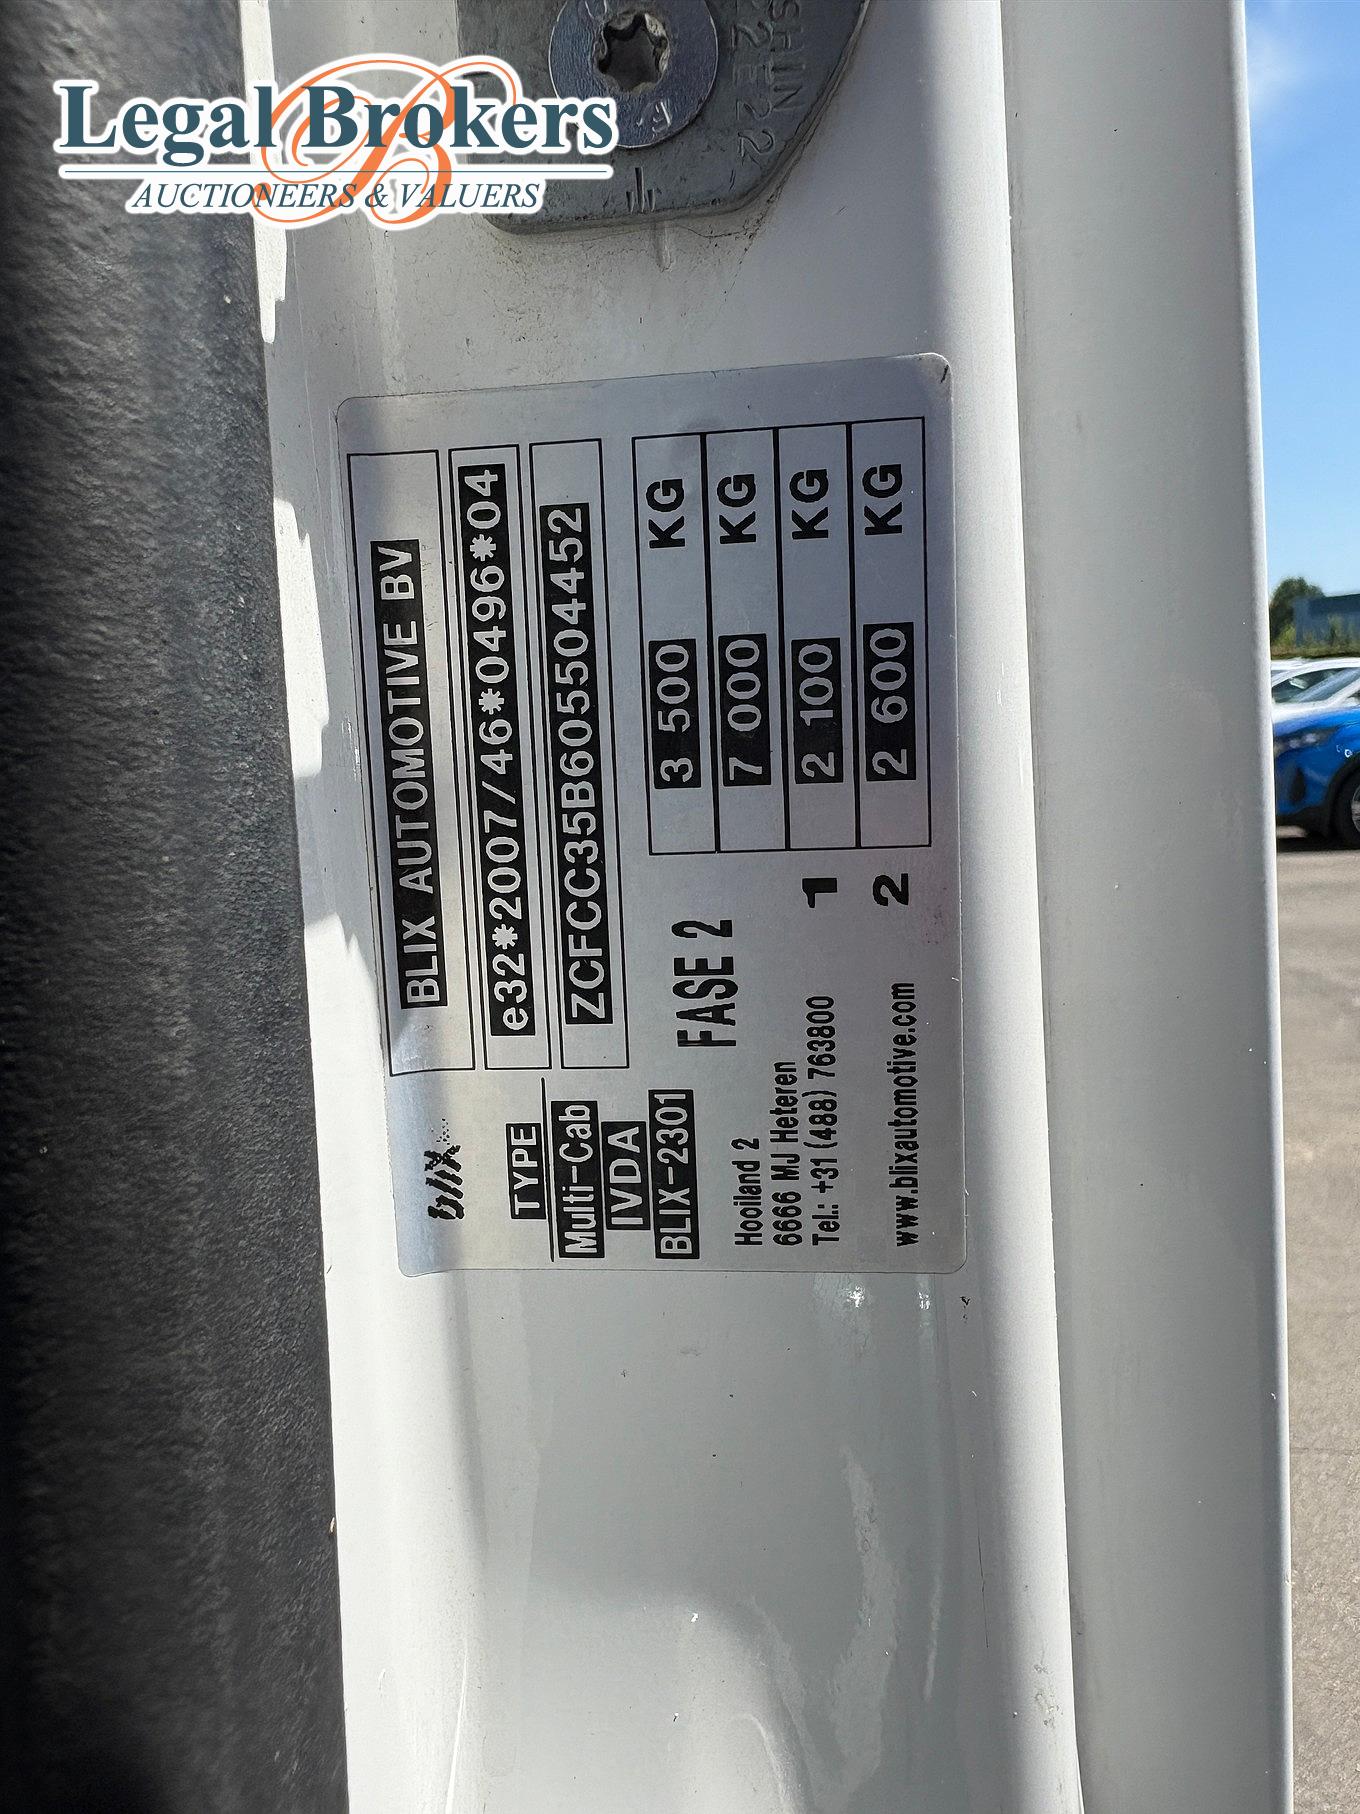 Legal Brokers
AUCTIONEERS & VALUERS
BLIX
BLIX AUTOMOTIVE BV
e32*2007/46*0496*04
ZCFCC35B605504452
TYPE
Multi-Cab
IVDA
BLIX-2301
FASE 2
3 500 KG
7 000 KG
1 2 100 KG
2 2 600 KG
Hooiland 2
6666 MJ Heteren
Tel.: +31 (488) 763800
www.blixautomotive.com